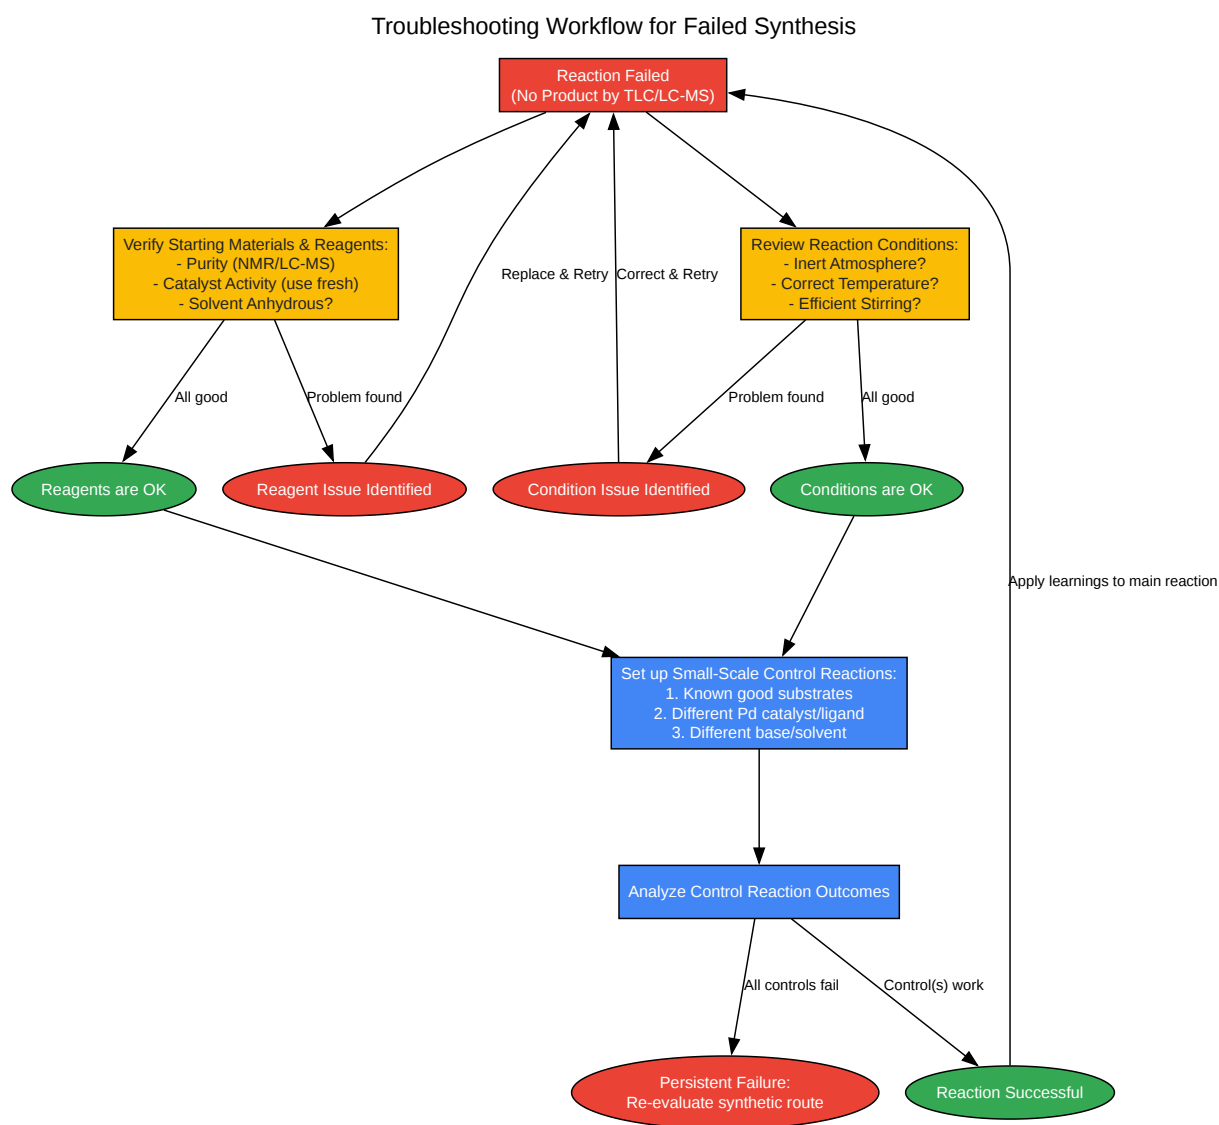 Troubleshooting Workflow for Failed Synthesis
Reaction Failed
(No Product by TLC/LC-MS)
Verify Starting Materials & Reagents:
- Purity (NMR/LC-MS)
- Catalyst Activity (use fresh)
- Solvent Anhydrous?
Review Reaction Conditions:
- Inert Atmosphere?
- Correct Temperature?
- Efficient Stirring?
Replace & Retry
Correct & Retry
All good
Problem found
Problem found
All good
Reagents are OK
Reagent Issue Identified
Condition Issue Identified
Conditions are OK
Apply learnings to main reaction
Set up Small-Scale Control Reactions:
1. Known good substrates
2. Different Pd catalyst/ligand
3. Different base/solvent
Analyze Control Reaction Outcomes
All controls fail
Control(s) work
Persistent Failure:
Re-evaluate synthetic route
Reaction Successful